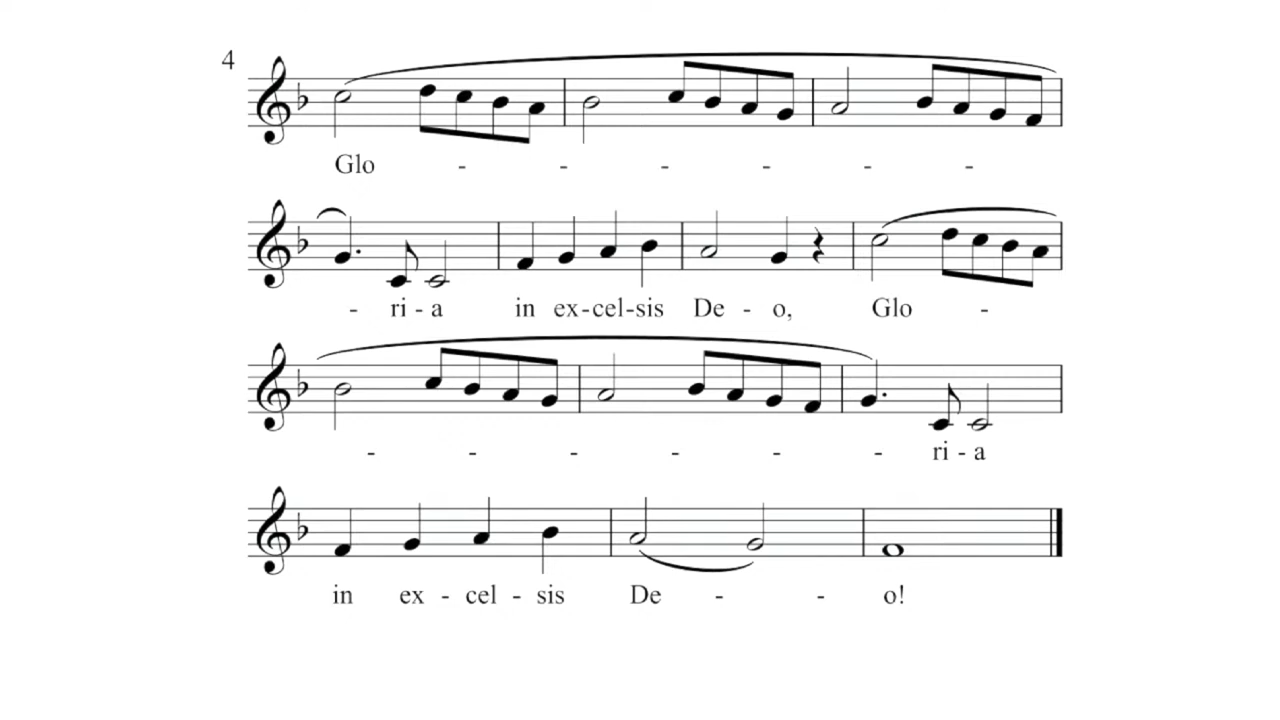 4
Glo - - - - - -
- ri - a in ex - cel - sis De - o, Glo -
- - - - - - ri - a
in ex - cel - sis De - - o!